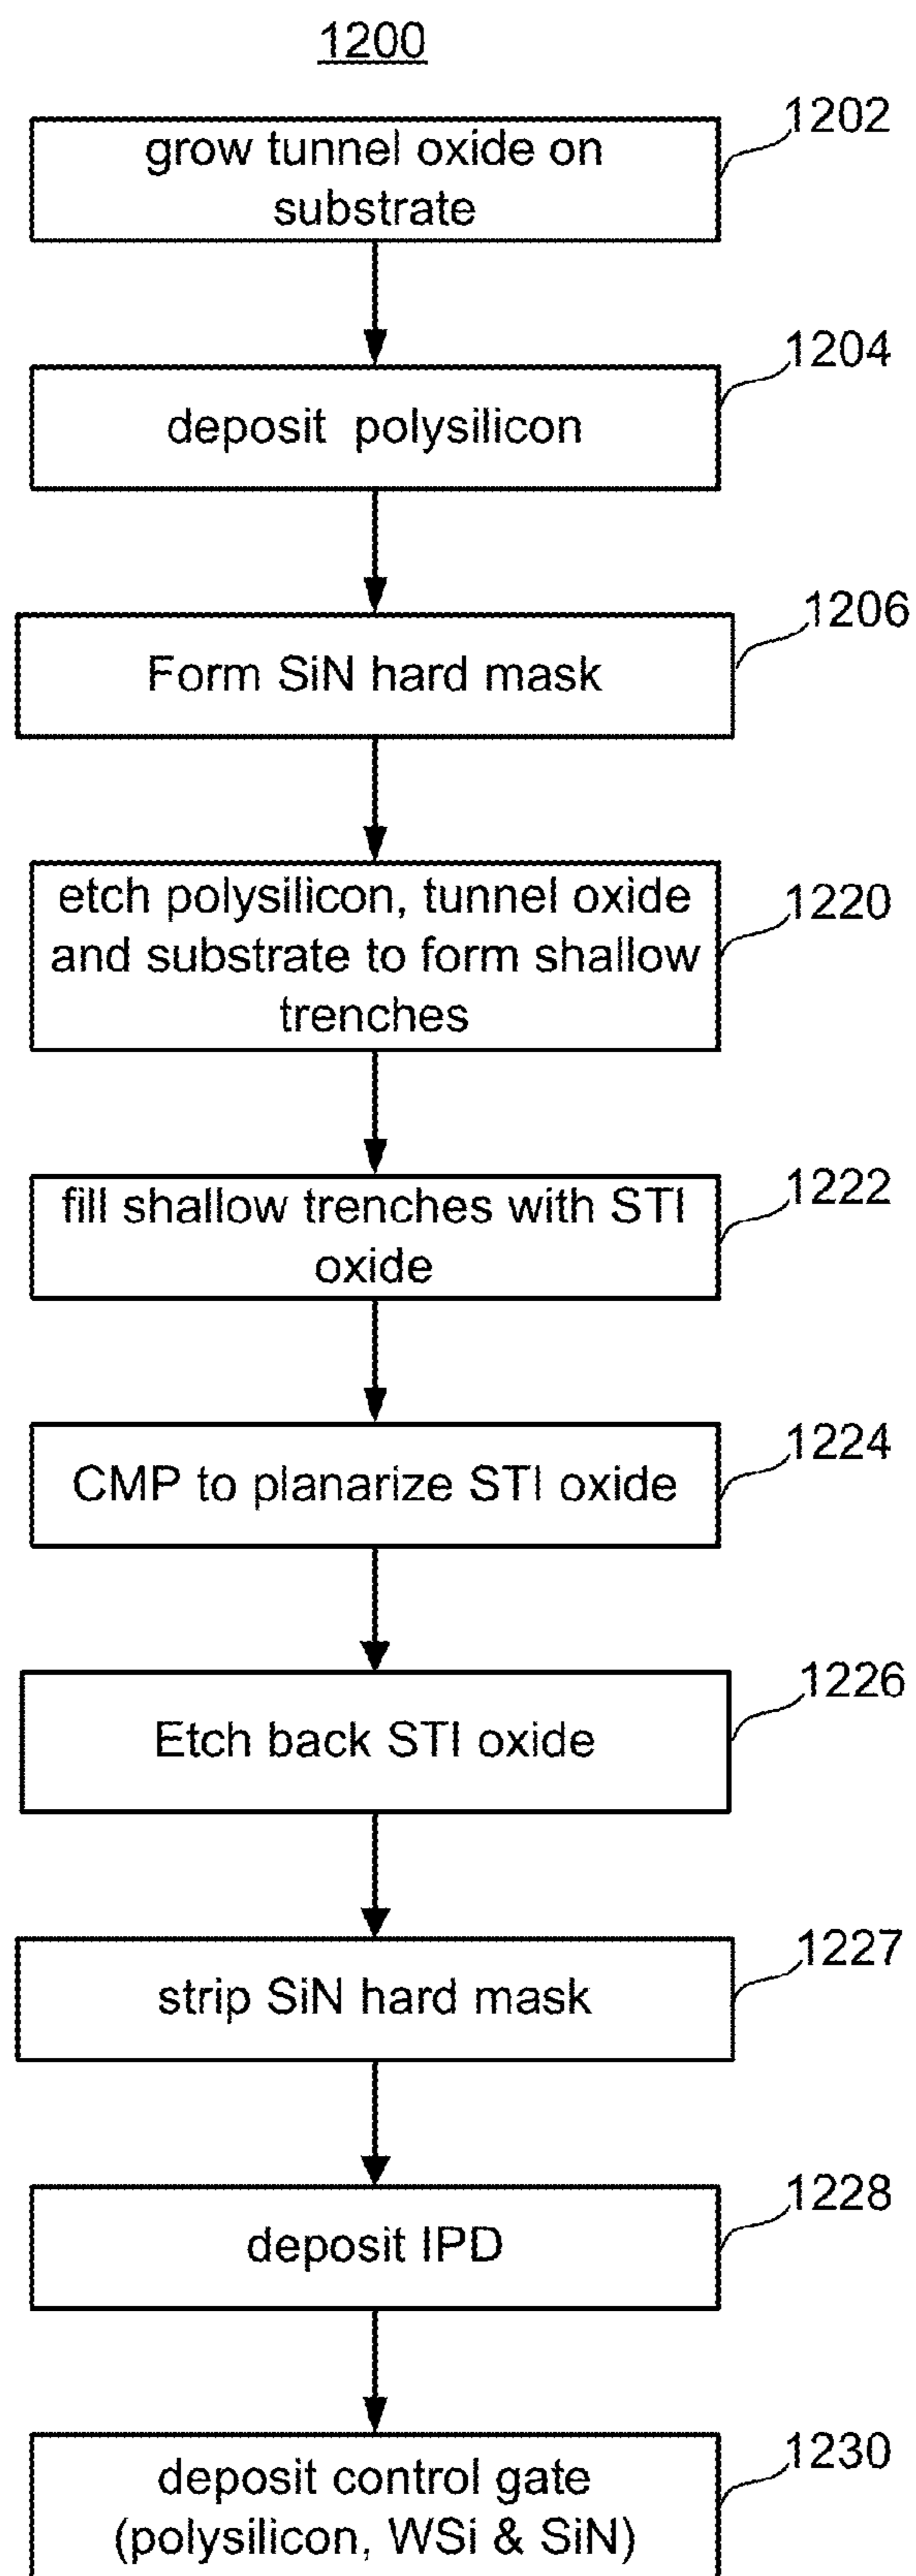 1200
1202
grow tunnel oxide on
substrate
1204
deposit polysilicon
1206
Form SiN hard mask
1220
etch polysilicon, tunnel oxide
and substrate to form shallow
trenches
1222
fill shallow trenches with STI
oxide
1224
CMP to planarize STI oxide
1226
Etch back STI oxide
1227
strip SiN hard mask
1228
deposit IPD
1230
deposit control gate
(polysilicon, WSi & SiN)